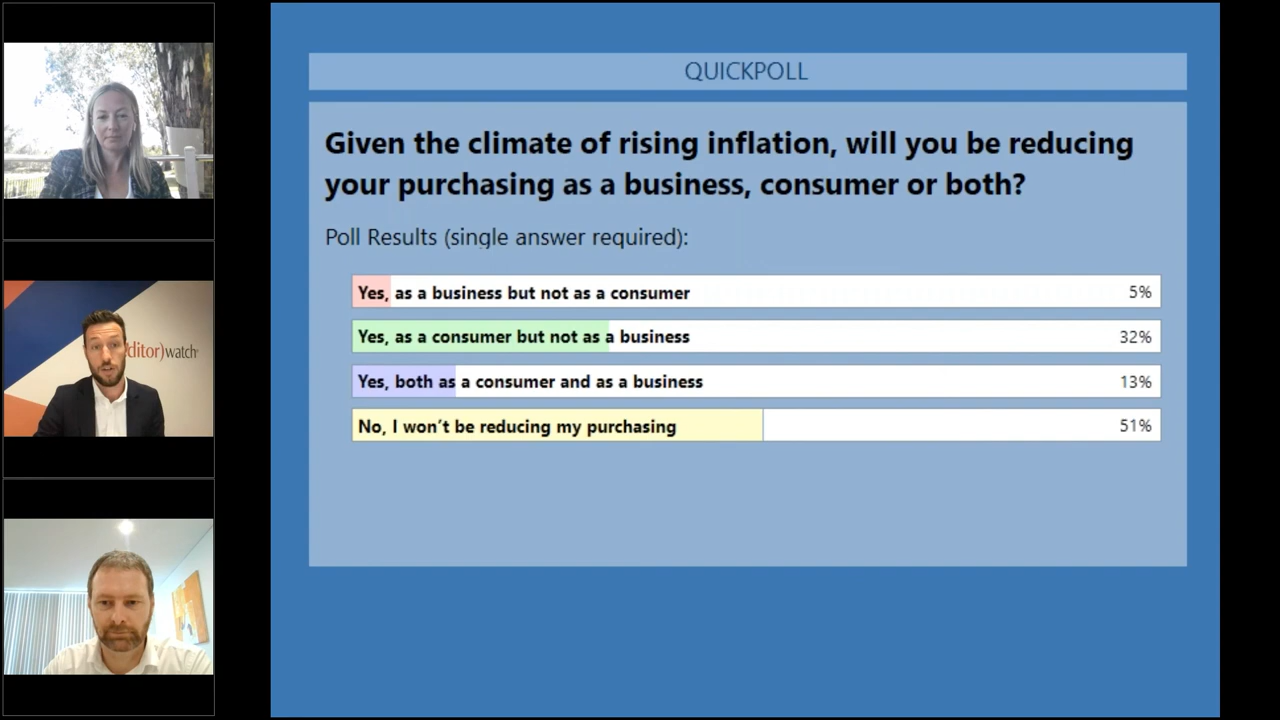 QUICKPOLL
Given the climate of rising inflation, will you be reducing
your purchasing as a business, consumer or both?
Poll Results (single answer required):
Yes, as a business but not as a consumer 5%
Yes, as a consumer but not as a business 32%
Yes, both as a consumer and as a business 13%
No, I won’t be reducing my purchasing 51%
ditor)watch